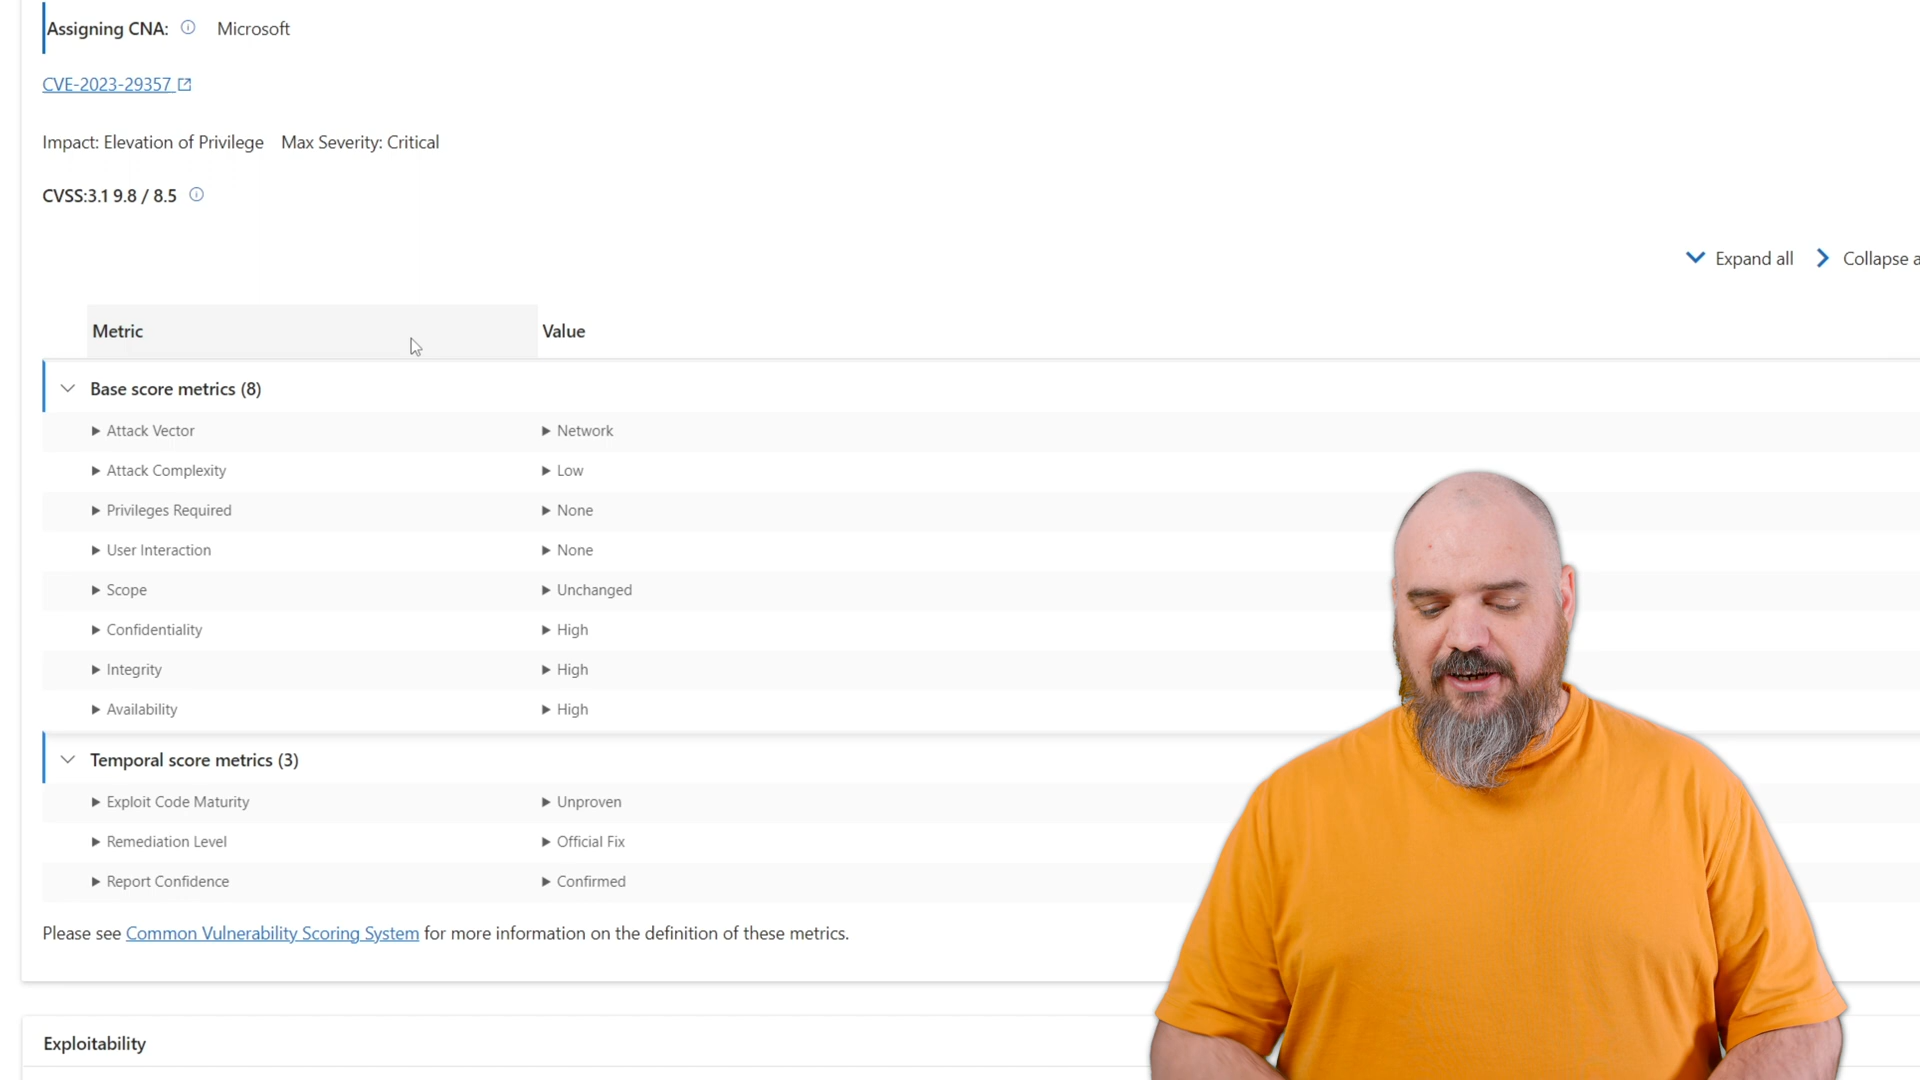 Assigning CNA: Microsoft
CVE-2023-29357
Impact: Elevation of Privilege Max Severity: Critical
CVSS:3.1 9.8 / 8.5
Expand all Collapse a
Metric Value
Base score metrics (8)
Attack Vector Network
Attack Complexity Low
Privileges Required None
User Interaction None
Scope Unchanged
Confidentiality High
Integrity High
Availability High
Temporal score metrics (3)
Exploit Code Maturity Unproven
Remediation Level Official Fix
Report Confidence Confirmed
Please see Common Vulnerability Scoring System for more information on the definition of these metrics.
Exploitability